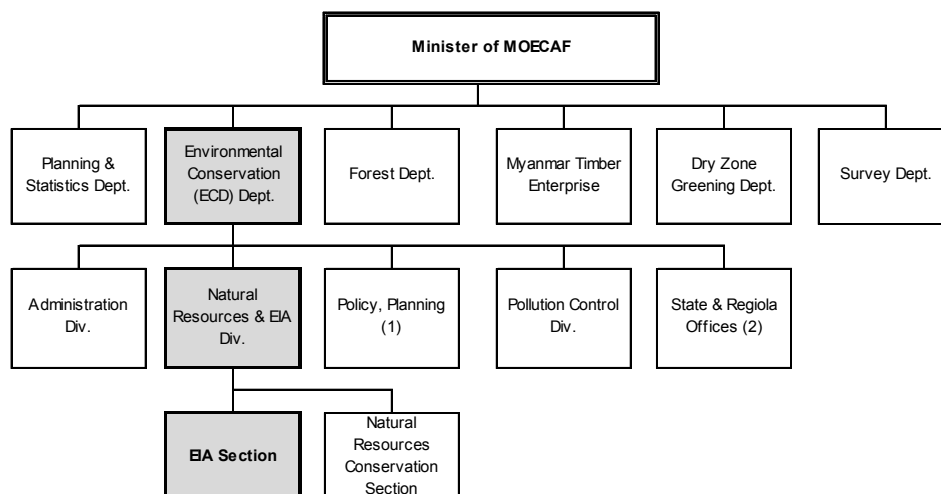 Minister of MOECAF
Planning &
Statistics Dept.
Environmental
Conservation
(ECD) Dept.
Forest Dept.
Myanmar Timber
Enterprise
Dry Zone
Greening Dept.
Survey Dept.
Administration
Div.
Natural
Resources & EIA
Div.
Policy, Planning
(1)
Pollution Control
Div.
State & Regiola
Offices (2)
EIA Section
Natural
Resources
Conservation
Section